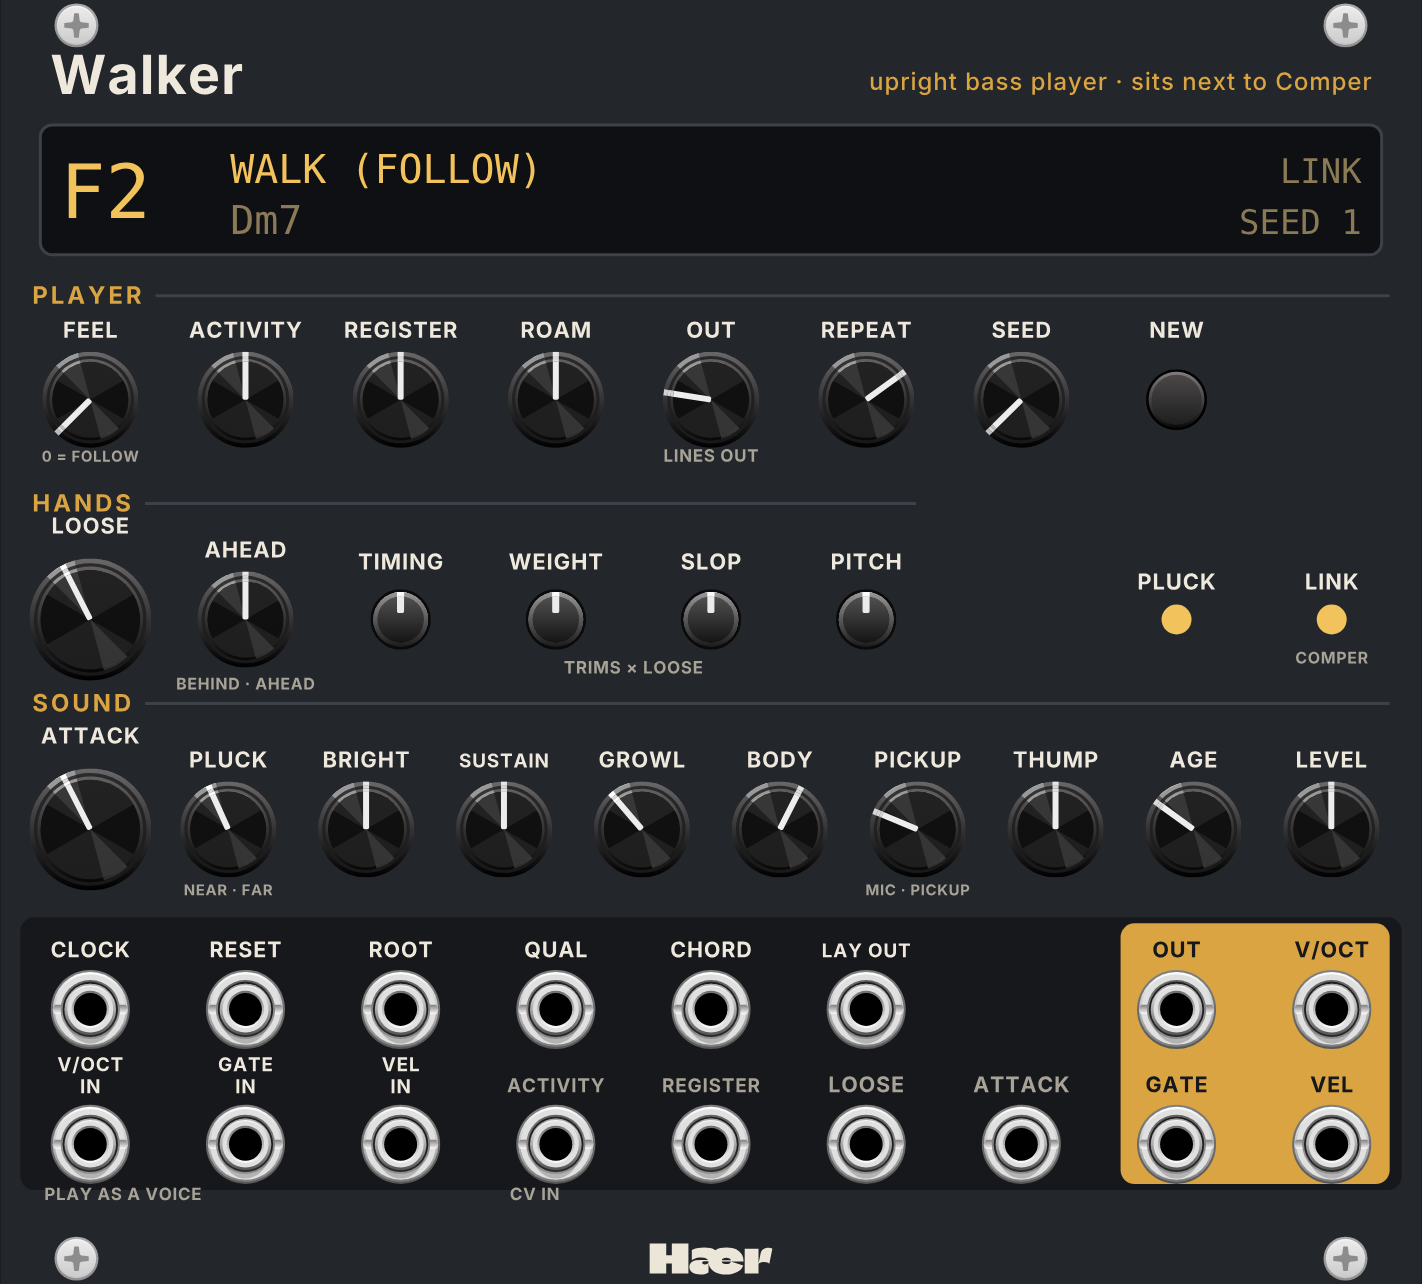 Walker
upright bass player · sits next to Comper
F2
WALK (FOLLOW)
Dm7
LINK
SEED 1
PLAYER
FEEL ACTIVITY REGISTER ROAM OUT REPEAT SEED NEW
0 = FOLLOW LINES OUT
HANDS
LOOSE AHEAD TIMING WEIGHT SLOP PITCH PLUCK LINK
BEHIND · AHEAD TRIMS × LOOSE COMPER
SOUND
ATTACK PLUCK BRIGHT SUSTAIN GROWL BODY PICKUP THUMP AGE LEVEL
NEAR · FAR MIC · PICKUP
CLOCK RESET ROOT QUAL CHORD LAY OUT OUT V/OCT
V/OCT IN GATE IN VEL IN ACTIVITY REGISTER LOOSE ATTACK GATE VEL
PLAY AS A VOICE CV IN
Hær